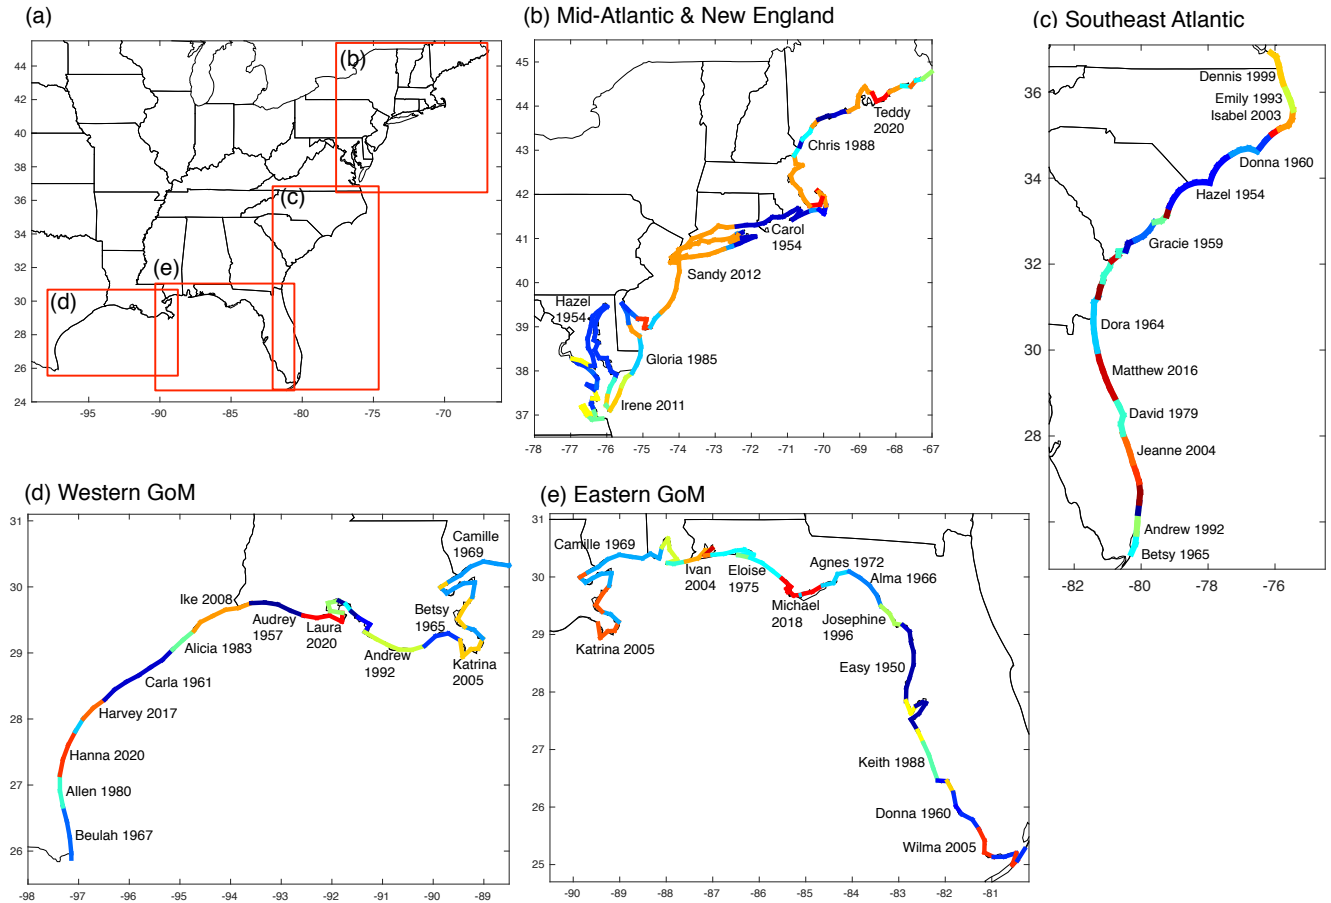 (a)
44
42
40
38
36
34
32
30
28
26
24
-95
-90
-85
-80
-75
-70
(b)
(c)
(e)
(d)
(b) Mid-Atlantic & New England
45
44
43
42
41
40
39
38
37
-78
-77
-76
-75
-74
-73
-72
-71
-70
-69
-68
-67
Teddy
2020
Chris 1988
Carol
1954
Sandy 2012
Hazel
1954
Gloria 1985
Irene 2011
(c) Southeast Atlantic
36
34
32
30
28
-82
-80
-78
-76
Dennis 1999
Emily 1993
Isabel 2003
Donna 1960
Hazel 1954
Gracie 1959
Dora 1964
Matthew 2016
David 1979
Jeanne 2004
Andrew 1992
Betsy 1965
(d) Western GoM
31
30
29
28
27
26
-98
-97
-96
-95
-94
-93
-92
-91
-90
-89
Camille
1969
Ike 2008
Audrey
1957
Laura
2020
Betsy
1965
Alicia 1983
Andrew
1992
Katrina
2005
Carla 1961
Harvey 2017
Hanna 2020
Allen 1980
Beulah 1967
(e) Eastern GoM
31
30
29
28
27
26
25
-90
-89
-88
-87
-86
-85
-84
-83
-82
-81
Camille 1969
Ivan
2004
Eloise
1975
Agnes 1972
Alma 1966
Michael
2018
Josephine
1996
Katrina 2005
Easy 1950
Keith 1988
Donna 1960
Wilma 2005